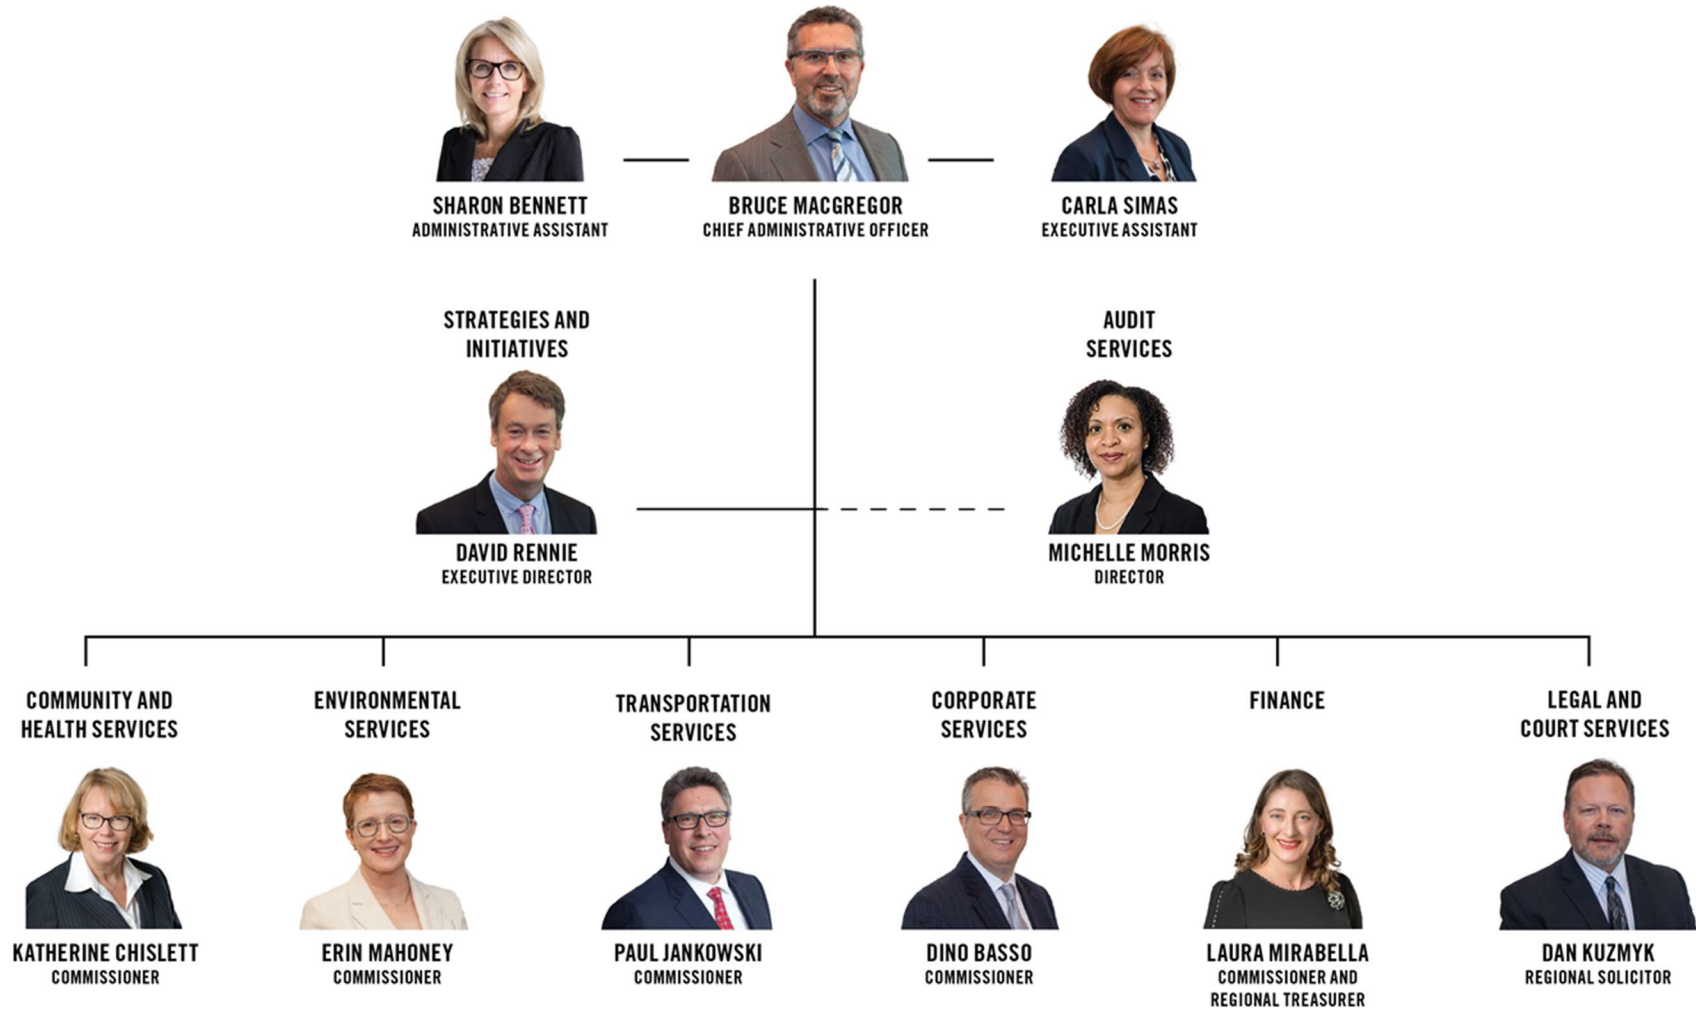 SHARON BENNETT
ADMINISTRATIVE ASSISTANT
BRUCE MACGREGOR
CHIEF ADMINISTRATIVE OFFICER
CARLA SIMAS
EXECUTIVE ASSISTANT
STRATEGIES AND
INITIATIVES
DAVID RENNIE
EXECUTIVE DIRECTOR
AUDIT
SERVICES
MICHELLE MORRIS
DIRECTOR
COMMUNITY AND
HEALTH SERVICES
KATHERINE CHISLETT
COMMISSIONER
ENVIRONMENTAL
SERVICES
ERIN MAHONEY
COMMISSIONER
TRANSPORTATION
SERVICES
PAUL JANKOWSKI
COMMISSIONER
CORPORATE
SERVICES
DINO BASSO
COMMISSIONER
FINANCE
LAURA MIRABELLA
COMMISSIONER AND
REGIONAL TREASURER
LEGAL AND
COURT SERVICES
DAN KUZMYK
REGIONAL SOLICITOR